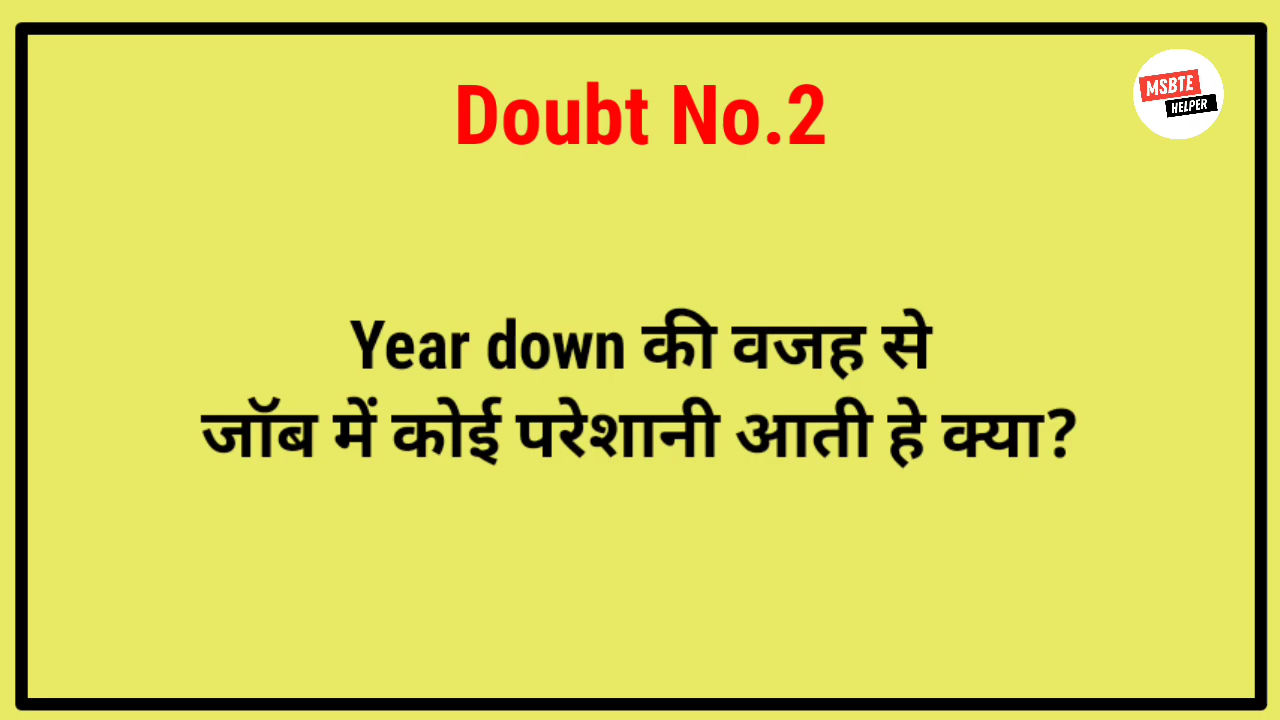 Doubt No.2
MSBTE
HELPER
Year down की वजह से
जॉब में कोई परेशानी आती हे क्या?